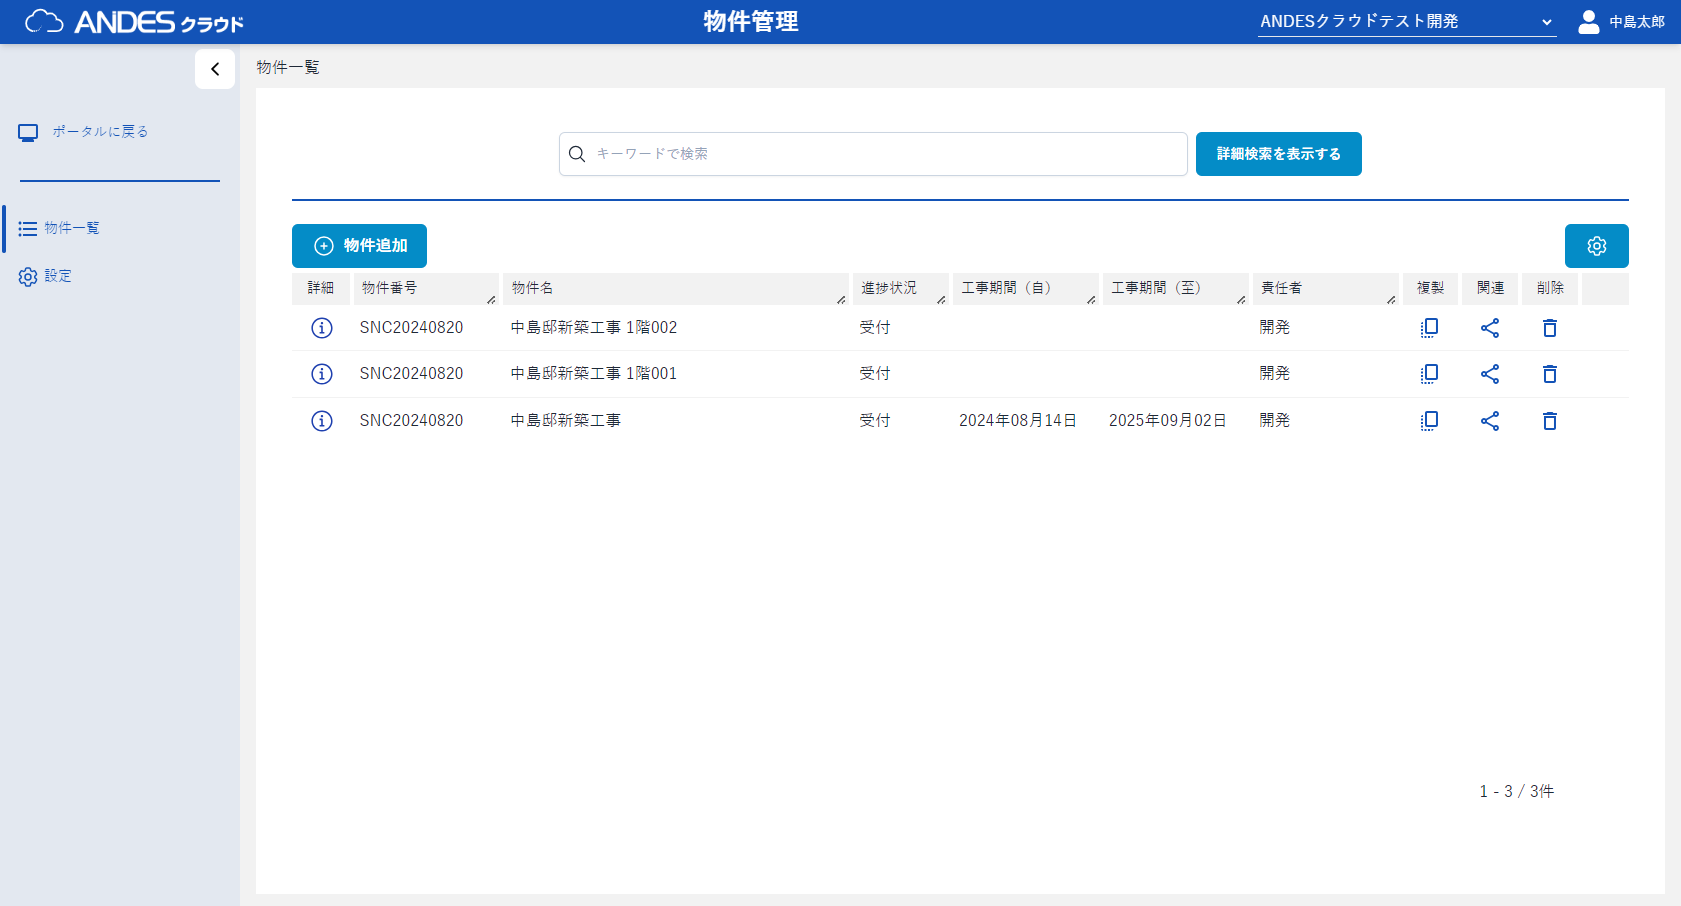 ANDES クラウド
物件管理
ANDESクラウドテスト開発
中島太郎
物件一覧
ポータルに戻る
物件一覧
設定
キーワードで検索
詳細検索を表示する
物件追加
詳細 物件番号 物件名 進捗状況 工事期間（自） 工事期間（至） 責任者 複製 関連 削除
SNC20240820 中島邸新築工事 1階002 受付 開発
SNC20240820 中島邸新築工事 1階001 受付 開発
SNC20240820 中島邸新築工事 受付 2024年08月14日 2025年09月02日 開発
1 - 3 / 3件